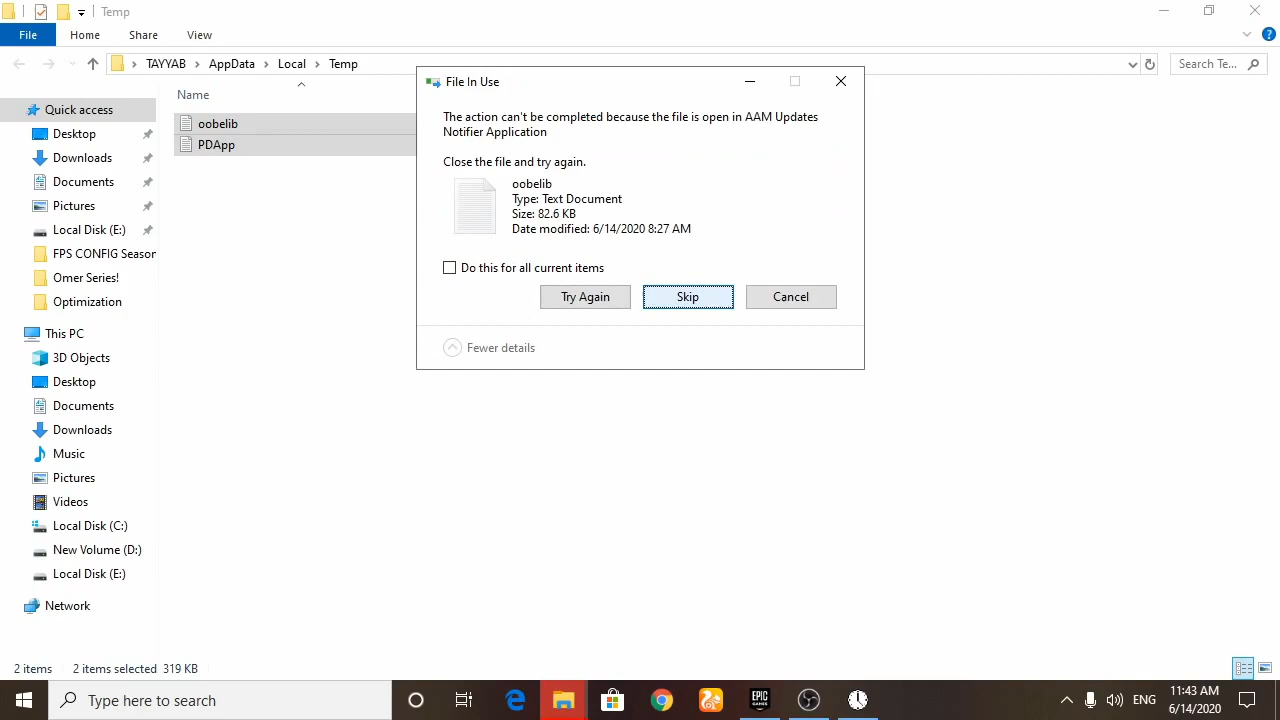 Temp
File
Home
Share
View
TAYYAB
AppData
Local
Temp
Search Te...
File In Use
The action can't be completed because the file is open in AAM Updates
Notifier Application
Close the file and try again.
oobelib
Type: Text Document
Size: 82.6 KB
Date modified: 6/14/2020 8:27 AM
Do this for all current items
Try Again
Skip
Cancel
Fewer details
Name
oobelib
PDApp
Quick access
Desktop
Downloads
Documents
Pictures
Local Disk (E:)
FPS CONFIG Season
Omer Series!
Optimization
This PC
3D Objects
Desktop
Documents
Downloads
Music
Pictures
Videos
Local Disk (C:)
New Volume (D:)
Local Disk (E:)
Network
2 items
2 items selected 319 KB
Type here to search
EPIC
GAMES
ENG
11:43 AM
6/14/2020